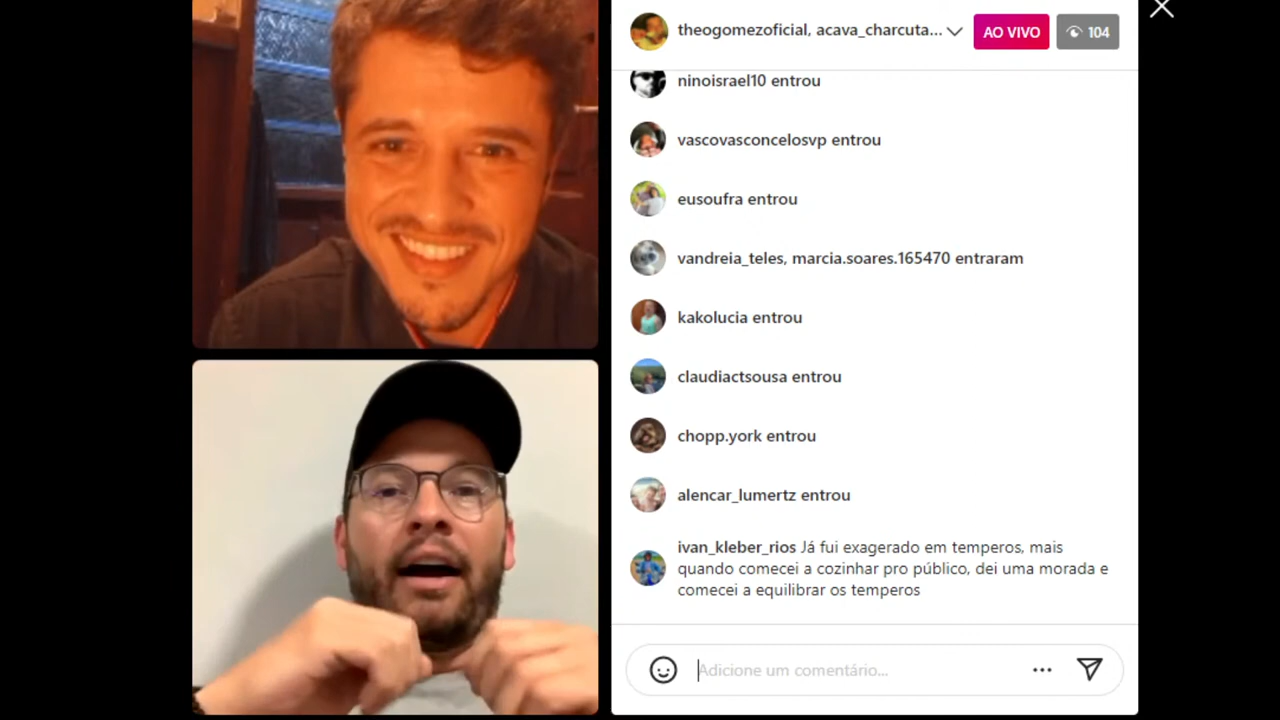 theogomezoficial, acava_charcuta...
AO VIVO
104
ninoisrael10 entrou
vascovasconcelosvp entrou
eusoufra entrou
vandreia_teles, marcia.soares.165470 entraram
kakolucia entrou
claudiactsousa entrou
chopp.york entrou
alencar_lumertz entrou
ivan_kleber_rios Já fui exagerado em temperos, mais
quando comecei a cozinhar pro público, dei uma morada e
comecei a equilibrar os temperos
Adicione um comentário...